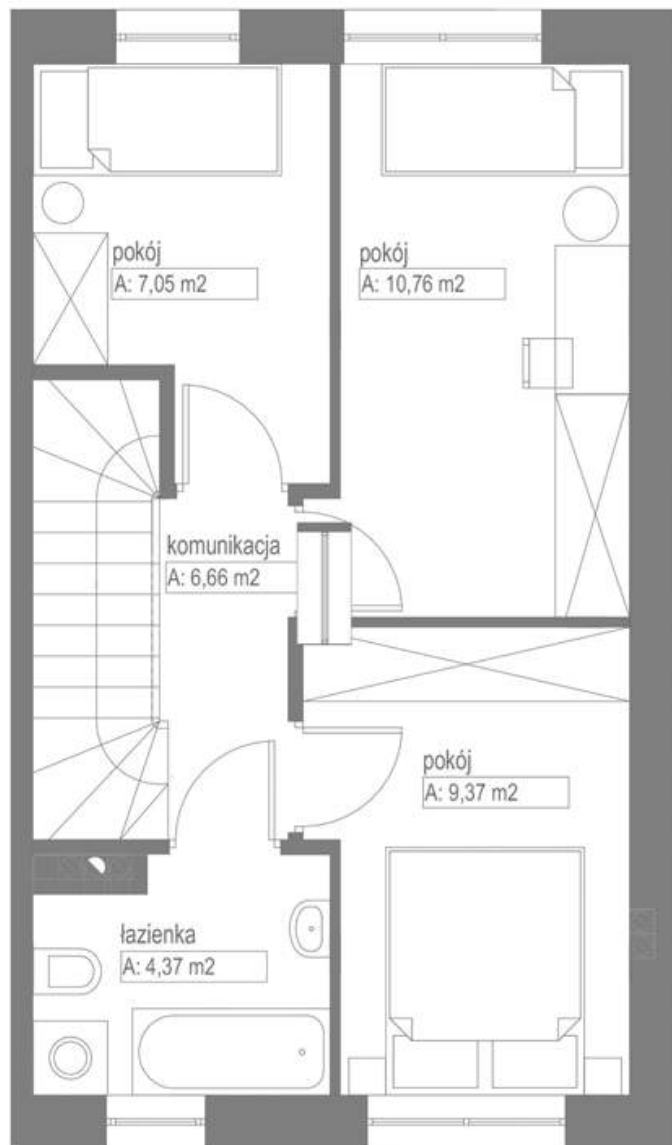 pokój
A: 7,05 m2
pokój
A: 10,76 m2
komunikacja
A: 6,66 m2
pokój
A: 9,37 m2
łazienka
A: 4,37 m2